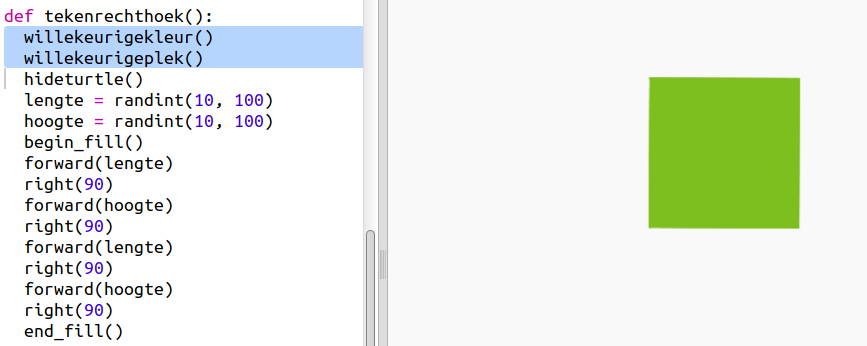 def tekenrechthoek():
  willekeurigekleur()
  willekeurigeplek()
  hideturtle()
  lengte = randint(10, 100)
  hoogte = randint(10, 100)
  begin_fill()
  forward(lengte)
  right(90)
  forward(hoogte)
  right(90)
  forward(lengte)
  right(90)
  forward(hoogte)
  right(90)
  end_fill()